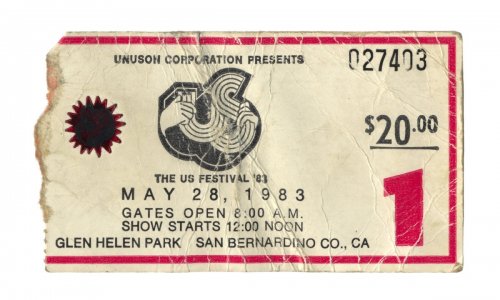 UNUSON CORPORATION PRESENTS
027403
US
$20.00
THE US FESTIVAL '83
MAY 28, 1983
GATES OPEN 8:00 A.M.
SHOW STARTS 12:00 NOON
GLEN HELEN PARK SAN BERNARDINO CO., CA
1